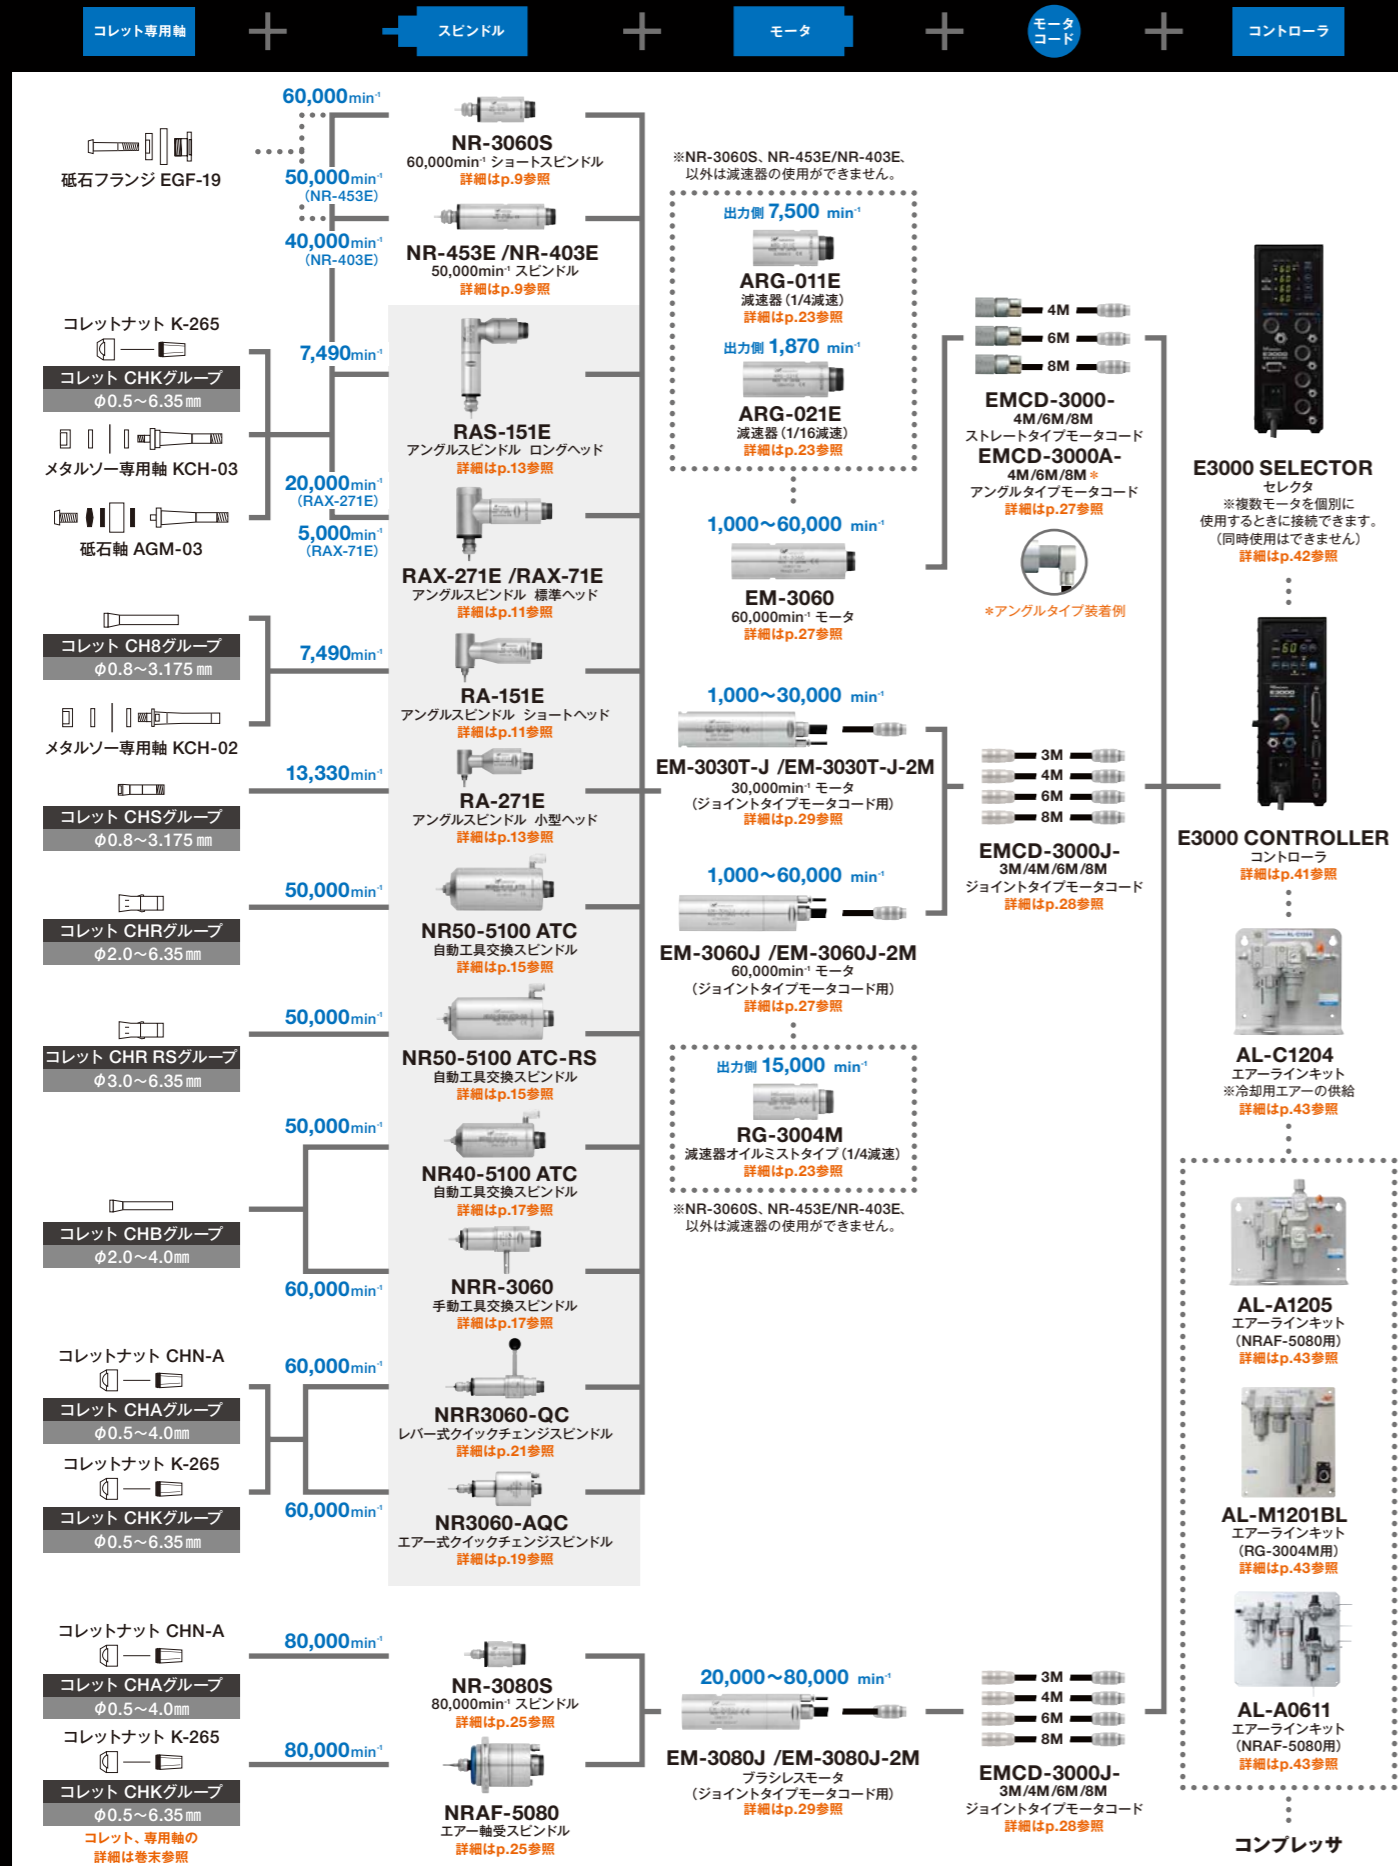 コレット専用軸
スピンドル
モータ
モータ
コード
コントローラ
砥石フランジ EGF-19
コレットナット K-265
コレット CHKグループ
φ0.5〜6.35㎜
メタルソー専用軸 KCH-03
砥石軸 AGM-03
コレット CH8グループ
φ0.8〜3.175㎜
メタルソー専用軸 KCH-02
コレット CHSグループ
φ0.8〜3.175㎜
コレット CHRグループ
φ2.0〜6.35㎜
コレット CHR RSグループ
φ3.0〜6.35㎜
コレット CHBグループ
φ2.0〜4.0㎜
コレットナット CHN-A
コレット CHAグループ
φ0.5〜4.0㎜
コレットナット K-265
コレット CHKグループ
φ0.5〜6.35㎜
コレットナット CHN-A
コレット CHAグループ
φ0.5〜4.0㎜
コレットナット K-265
コレット CHKグループ
φ0.5〜6.35㎜
コレット、専用軸の
詳細は巻末参照
60,000min⁻¹
50,000min⁻¹
(NR-453E)
40,000min⁻¹
(NR-403E)
7,490min⁻¹
20,000min⁻¹
(RAX-271E)
5,000min⁻¹
(RAX-71E)
7,490min⁻¹
13,330min⁻¹
50,000min⁻¹
50,000min⁻¹
50,000min⁻¹
60,000min⁻¹
60,000min⁻¹
60,000min⁻¹
80,000min⁻¹
80,000min⁻¹
NR-3060S
60,000min⁻¹ ショートスピンドル
詳細はp.9参照
NR-453E /NR-403E
50,000min⁻¹ スピンドル
詳細はp.9参照
RAS-151E
アングルスピンドル ロングヘッド
詳細はp.13参照
RAX-271E /RAX-71E
アングルスピンドル 標準ヘッド
詳細はp.11参照
RA-151E
アングルスピンドル ショートヘッド
詳細はp.11参照
RA-271E
アングルスピンドル 小型ヘッド
詳細はp.13参照
NR50-5100 ATC
自動工具交換スピンドル
詳細はp.15参照
NR50-5100 ATC-RS
自動工具交換スピンドル
詳細はp.15参照
NR40-5100 ATC
自動工具交換スピンドル
詳細はp.17参照
NRR-3060
手動工具交換スピンドル
詳細はp.17参照
NRR3060-QC
レバー式クイックチェンジスピンドル
詳細はp.21参照
NR3060-AQC
エアー式クイックチェンジスピンドル
詳細はp.19参照
NR-3080S
80,000min⁻¹ スピンドル
詳細はp.25参照
NRAF-5080
エアー軸受スピンドル
詳細はp.25参照
※NR-3060S、NR-453E/NR-403E、
以外は減速器の使用ができません。
出力側 7,500 min⁻¹
ARG-011E
減速器(1/4減速)
詳細はp.23参照
出力側 1,870 min⁻¹
ARG-021E
減速器(1/16減速)
詳細はp.23参照
1,000〜60,000 min⁻¹
EM-3060
60,000min⁻¹ モータ
詳細はp.27参照
1,000〜30,000 min⁻¹
EM-3030T-J /EM-3030T-J-2M
30,000min⁻¹ モータ
(ジョイントタイプモータコード用)
詳細はp.29参照
1,000〜60,000 min⁻¹
EM-3060J /EM-3060J-2M
60,000min⁻¹ モータ
(ジョイントタイプモータコード用)
詳細はp.27参照
出力側 15,000 min⁻¹
RG-3004M
減速器オイルミストタイプ(1/4減速)
詳細はp.23参照
※NR-3060S、NR-453E/NR-403E、
以外は減速器の使用ができません。
20,000〜80,000 min⁻¹
EM-3080J /EM-3080J-2M
ブラシレスモータ
(ジョイントタイプモータコード用)
詳細はp.29参照
4M
6M
8M
EMCD-3000-
4M/6M/8M
ストレートタイプモータコード
EMCD-3000A-
4M/6M/8M＊
アングルタイプモータコード
詳細はp.27参照
＊アングルタイプ装着例
3M
4M
6M
8M
EMCD-3000J-
3M/4M/6M/8M
ジョイントタイプモータコード
詳細はp.28参照
3M
4M
6M
8M
EMCD-3000J-
3M/4M/6M/8M
ジョイントタイプモータコード
詳細はp.28参照
E3000 SELECTOR
セレクタ
※複数モータを個別に
使用するときに接続できます。
(同時使用はできません)
詳細はp.42参照
E3000 CONTROLLER
コントローラ
詳細はp.41参照
AL-C1204
エアーラインキット
※冷却用エアーの供給
詳細はp.43参照
AL-A1205
エアーラインキット
(NRAF-5080用)
詳細はp.43参照
AL-M1201BL
エアーラインキット
(RG-3004M用)
詳細はp.43参照
AL-A0611
エアーラインキット
(NRAF-5080用)
詳細はp.43参照
コンプレッサ